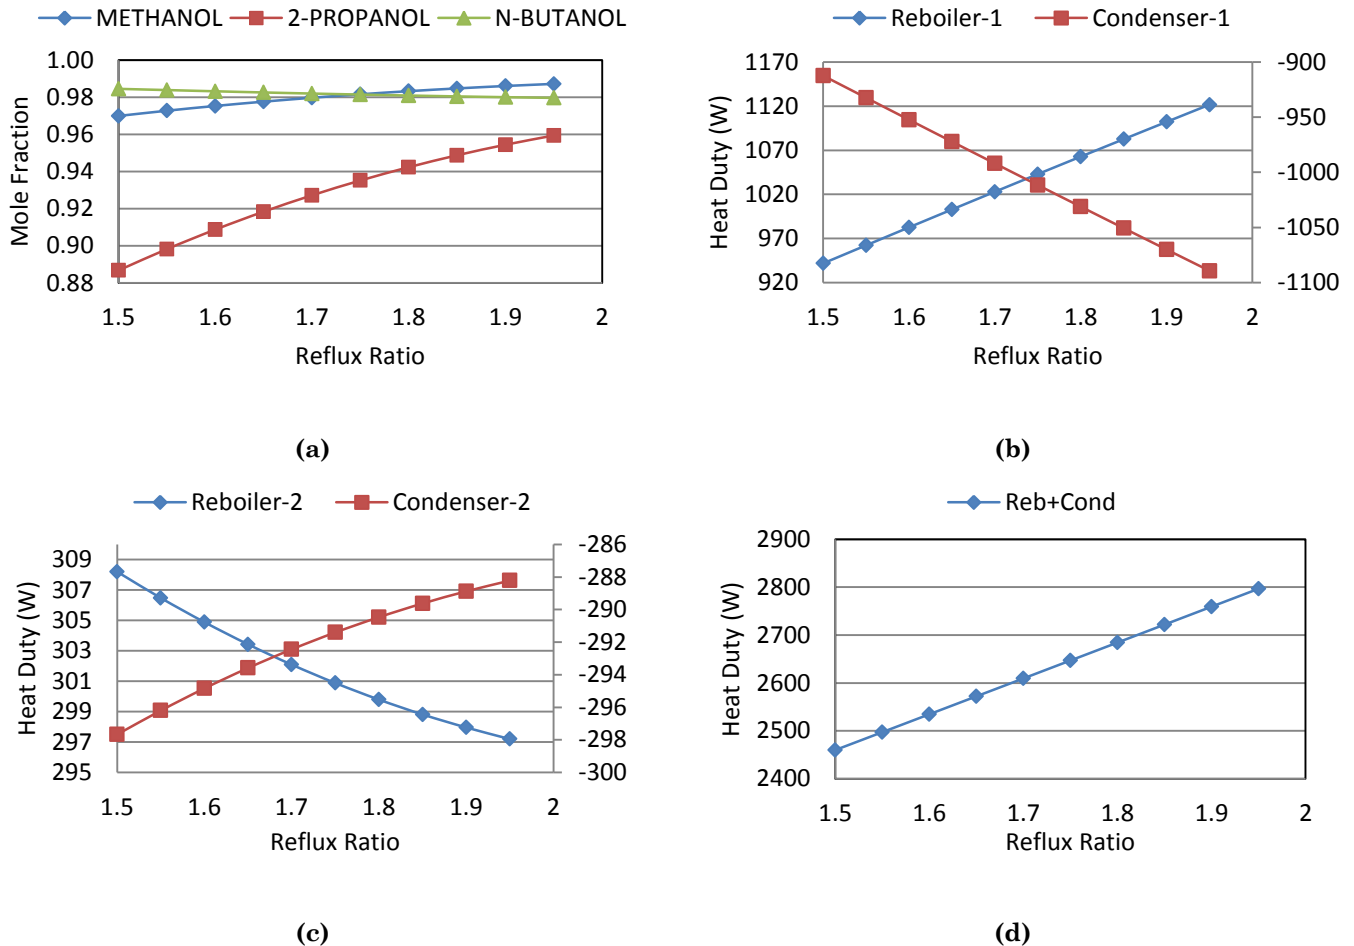 METHANOL 2-PROPANOL N-BUTANOL
Mole Fraction
1.00
0.98
0.96
0.94
0.92
0.90
0.88
1.5 1.6 1.7 1.8 1.9 2
Reflux Ratio
(a)
Reboiler-1 Condenser-1
Heat Duty (W)
1170
1120
1070
1020
970
920
-900
-950
-1000
-1050
-1100
1.5 1.6 1.7 1.8 1.9 2
Reflux Ratio
(b)
Reboiler-2 Condenser-2
Heat Duty (W)
309
307
305
303
301
299
297
295
-286
-288
-290
-292
-294
-296
-298
-300
1.5 1.6 1.7 1.8 1.9 2
Reflux Ratio
(c)
Reb+Cond
Heat Duty (W)
2900
2800
2700
2600
2500
2400
1.5 1.6 1.7 1.8 1.9 2
Reflux Ratio
(d)